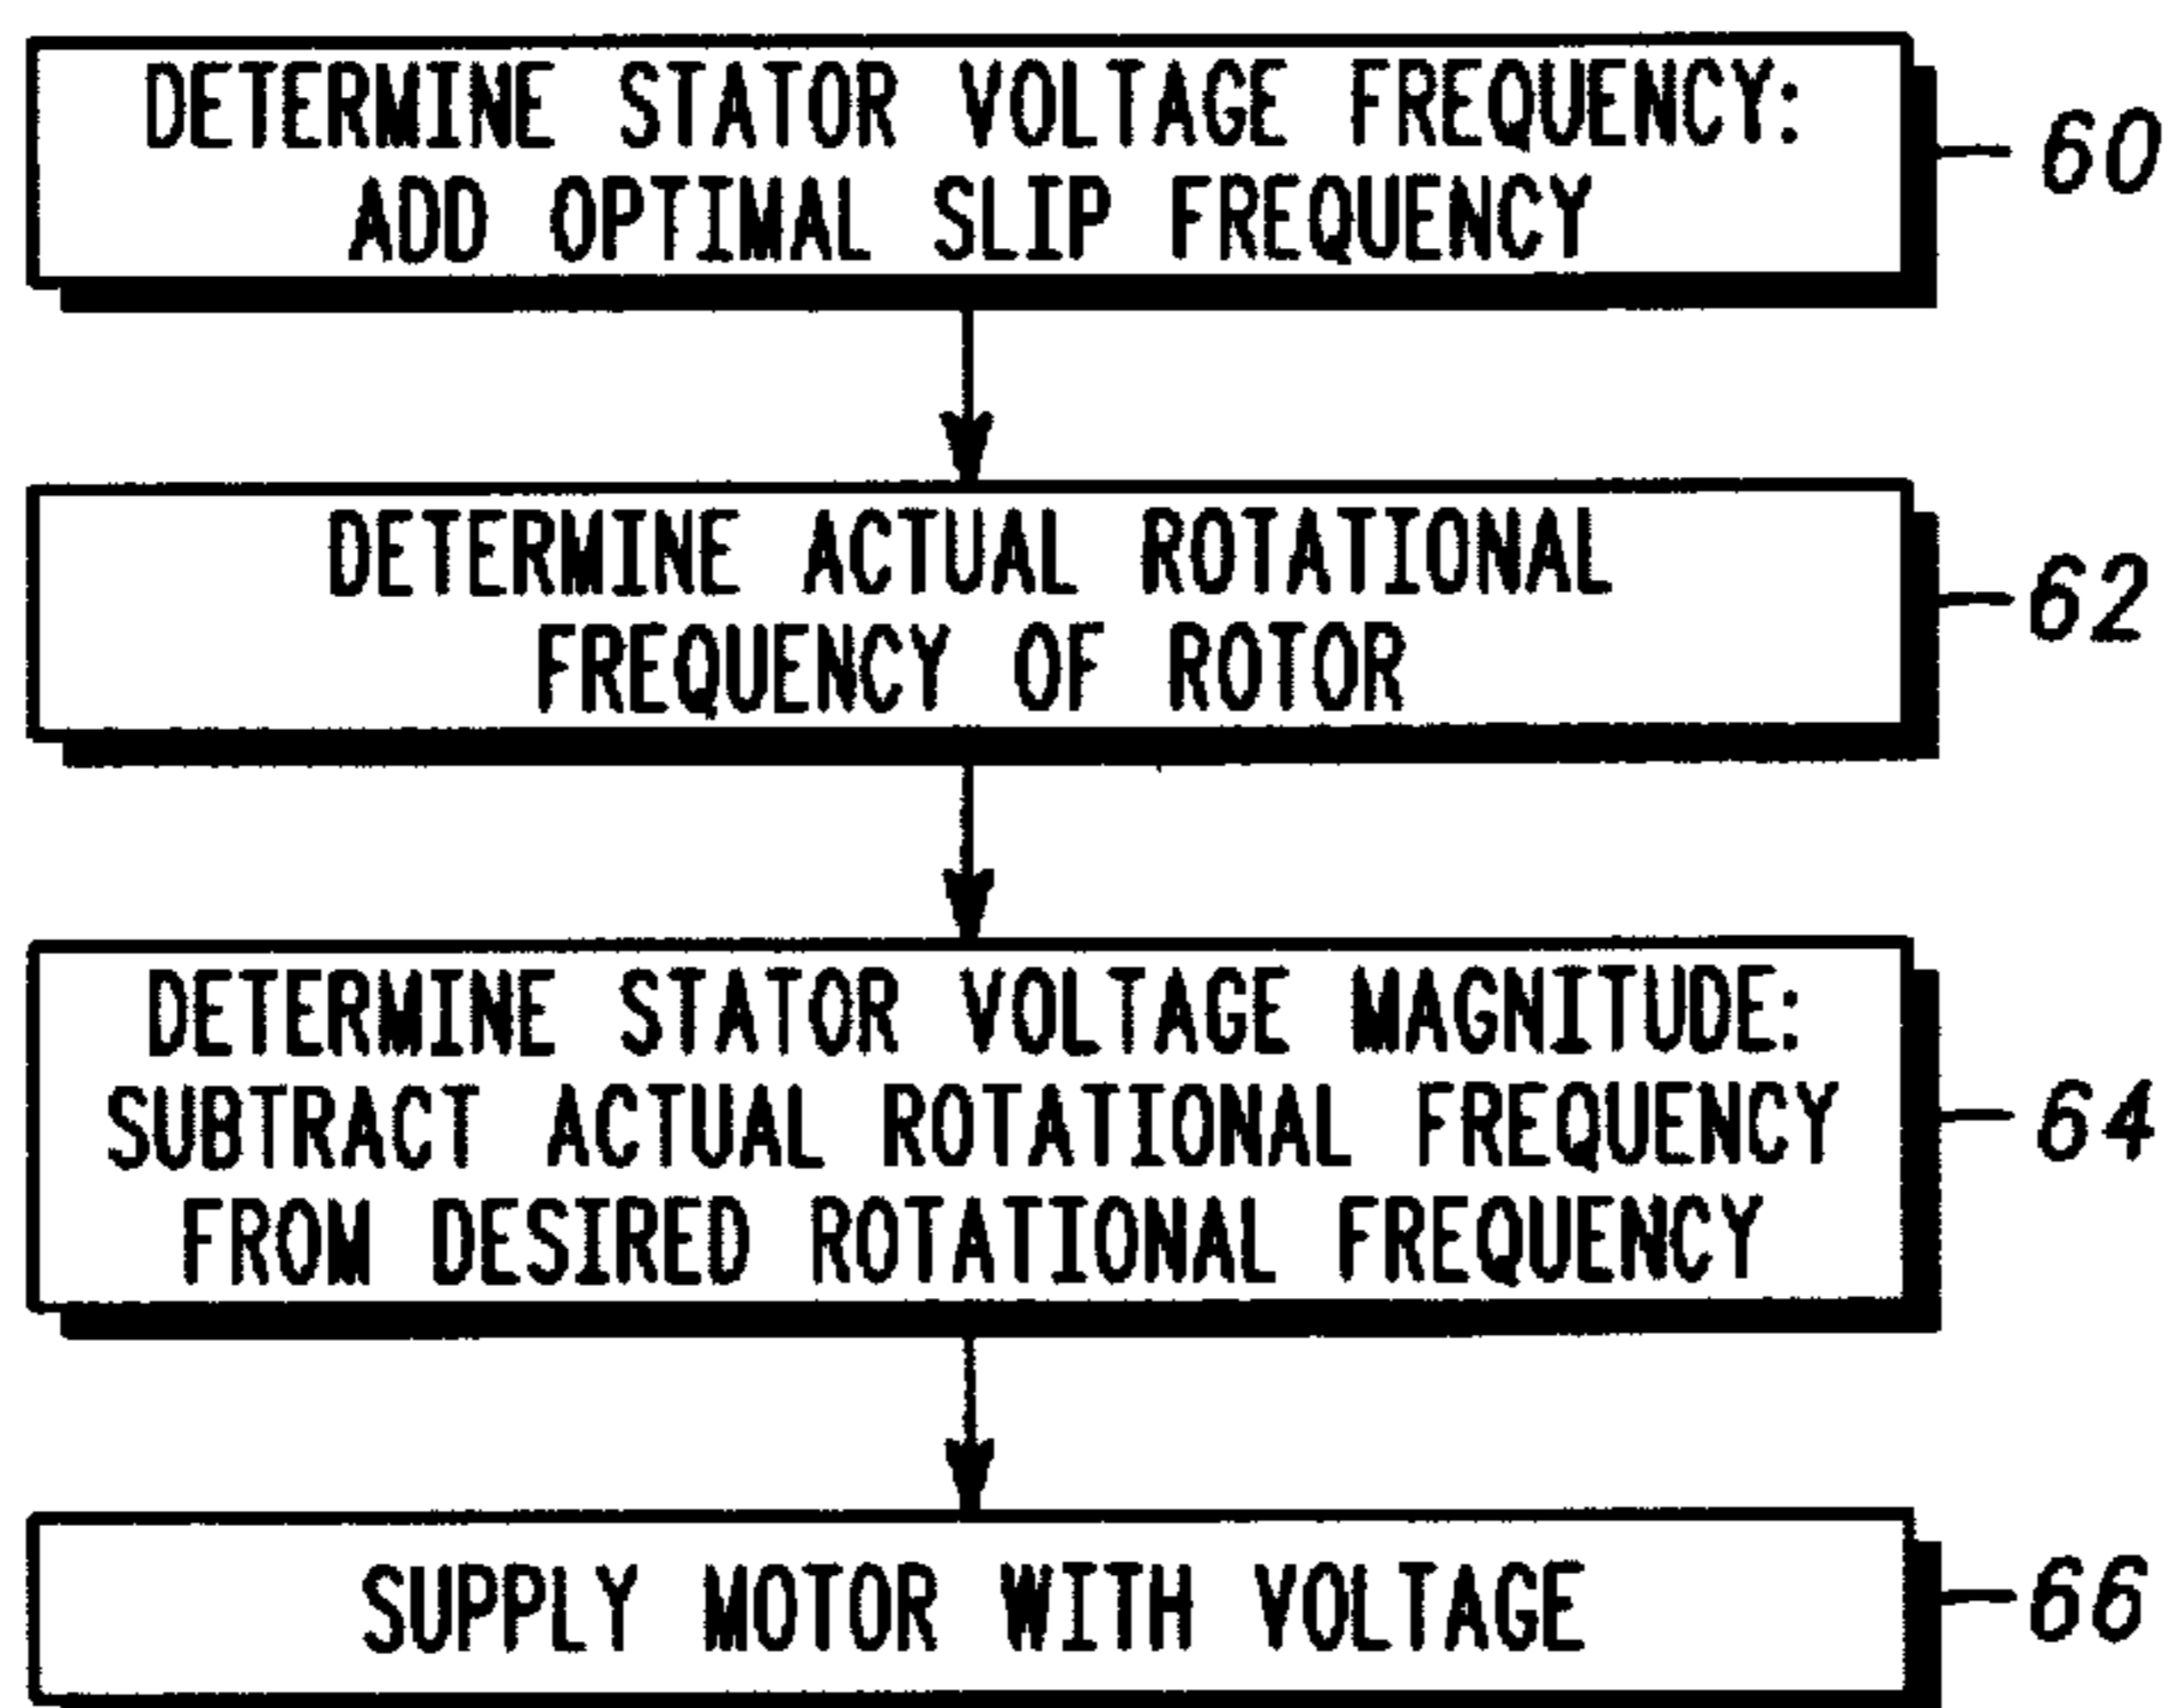 DETERMINE STATOR VOLTAGE FREQUENCY:
ADD OPTIMAL SLIP FREQUENCY
60
DETERMINE ACTUAL ROTATIONAL
FREQUENCY OF ROTOR
62
DETERMINE STATOR VOLTAGE MAGNITUDE:
SUBTRACT ACTUAL ROTATIONAL FREQUENCY
FROM DESIRED ROTATIONAL FREQUENCY
64
SUPPLY MOTOR WITH VOLTAGE
66